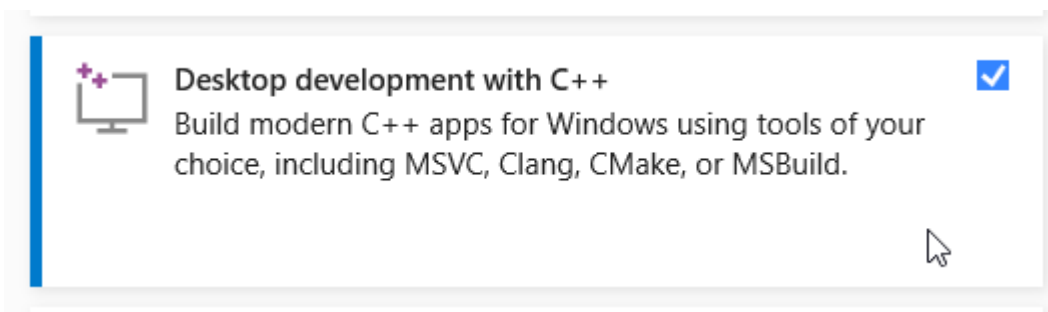 Desktop development with C++
Build modern C++ apps for Windows using tools of your
choice, including MSVC, Clang, CMake, or MSBuild.